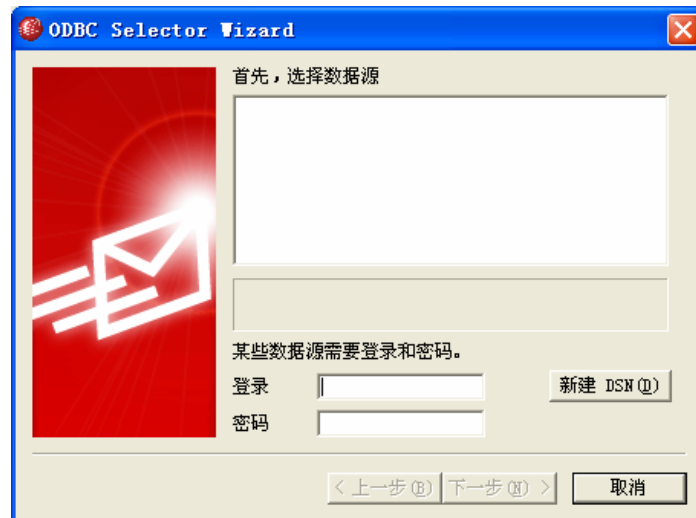 ODBC Selector Wizard
首先，选择数据源
某些数据源需要登录和密码。
登录
新建 DSN(D)
密码
< 上一步(B)
下一步(N) >
取消